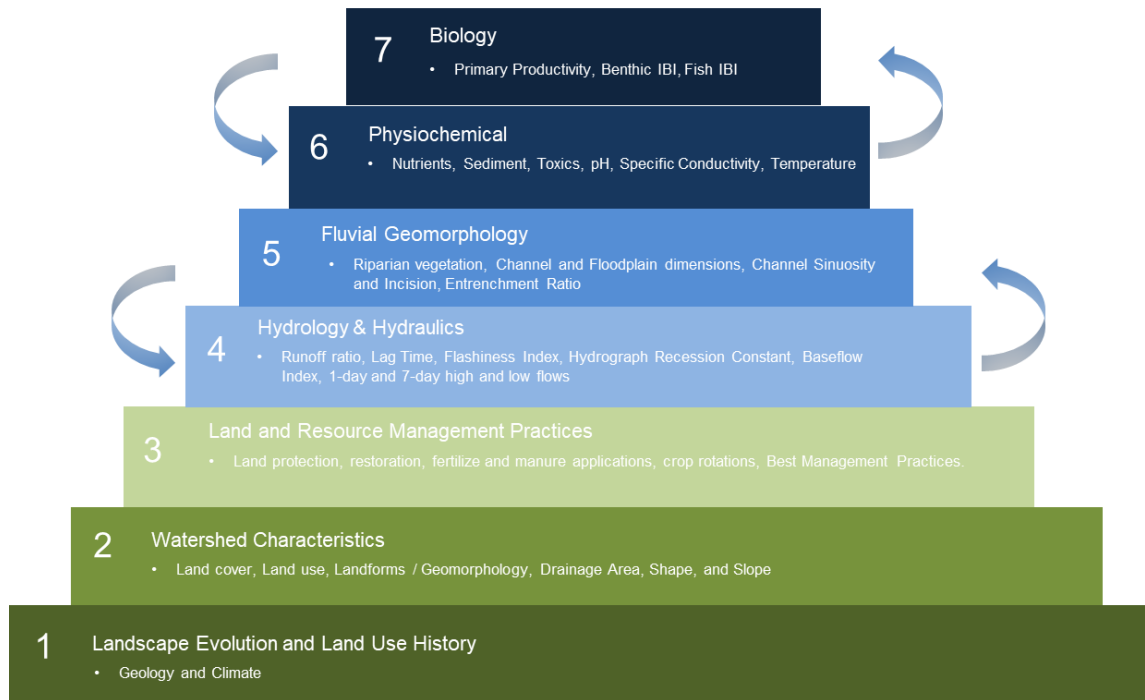 7
Biology
• Primary Productivity, Benthic IBI, Fish IBI
6
Physiochemical
• Nutrients, Sediment, Toxics, pH, Specific Conductivity, Temperature
5
Fluvial Geomorphology
• Riparian vegetation, Channel and Floodplain dimensions, Channel Sinuosity
and Incision, Entrenchment Ratio
4
Hydrology & Hydraulics
• Runoff ratio, Lag Time, Flashiness Index, Hydrograph Recession Constant, Baseflow
Index, 1-day and 7-day high and low flows
3
Land and Resource Management Practices
• Land protection, restoration, fertilize and manure applications, crop rotations, Best Management Practices.
2
Watershed Characteristics
• Land cover, Land use, Landforms / Geomorphology, Drainage Area, Shape, and Slope
1
Landscape Evolution and Land Use History
• Geology and Climate